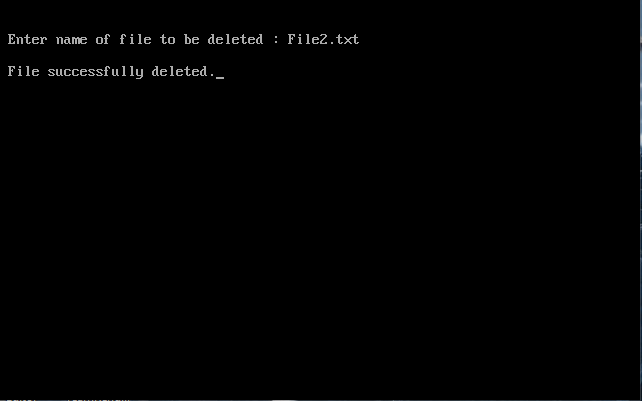 Enter name of file to be deleted : File2.txt
File successfully deleted._